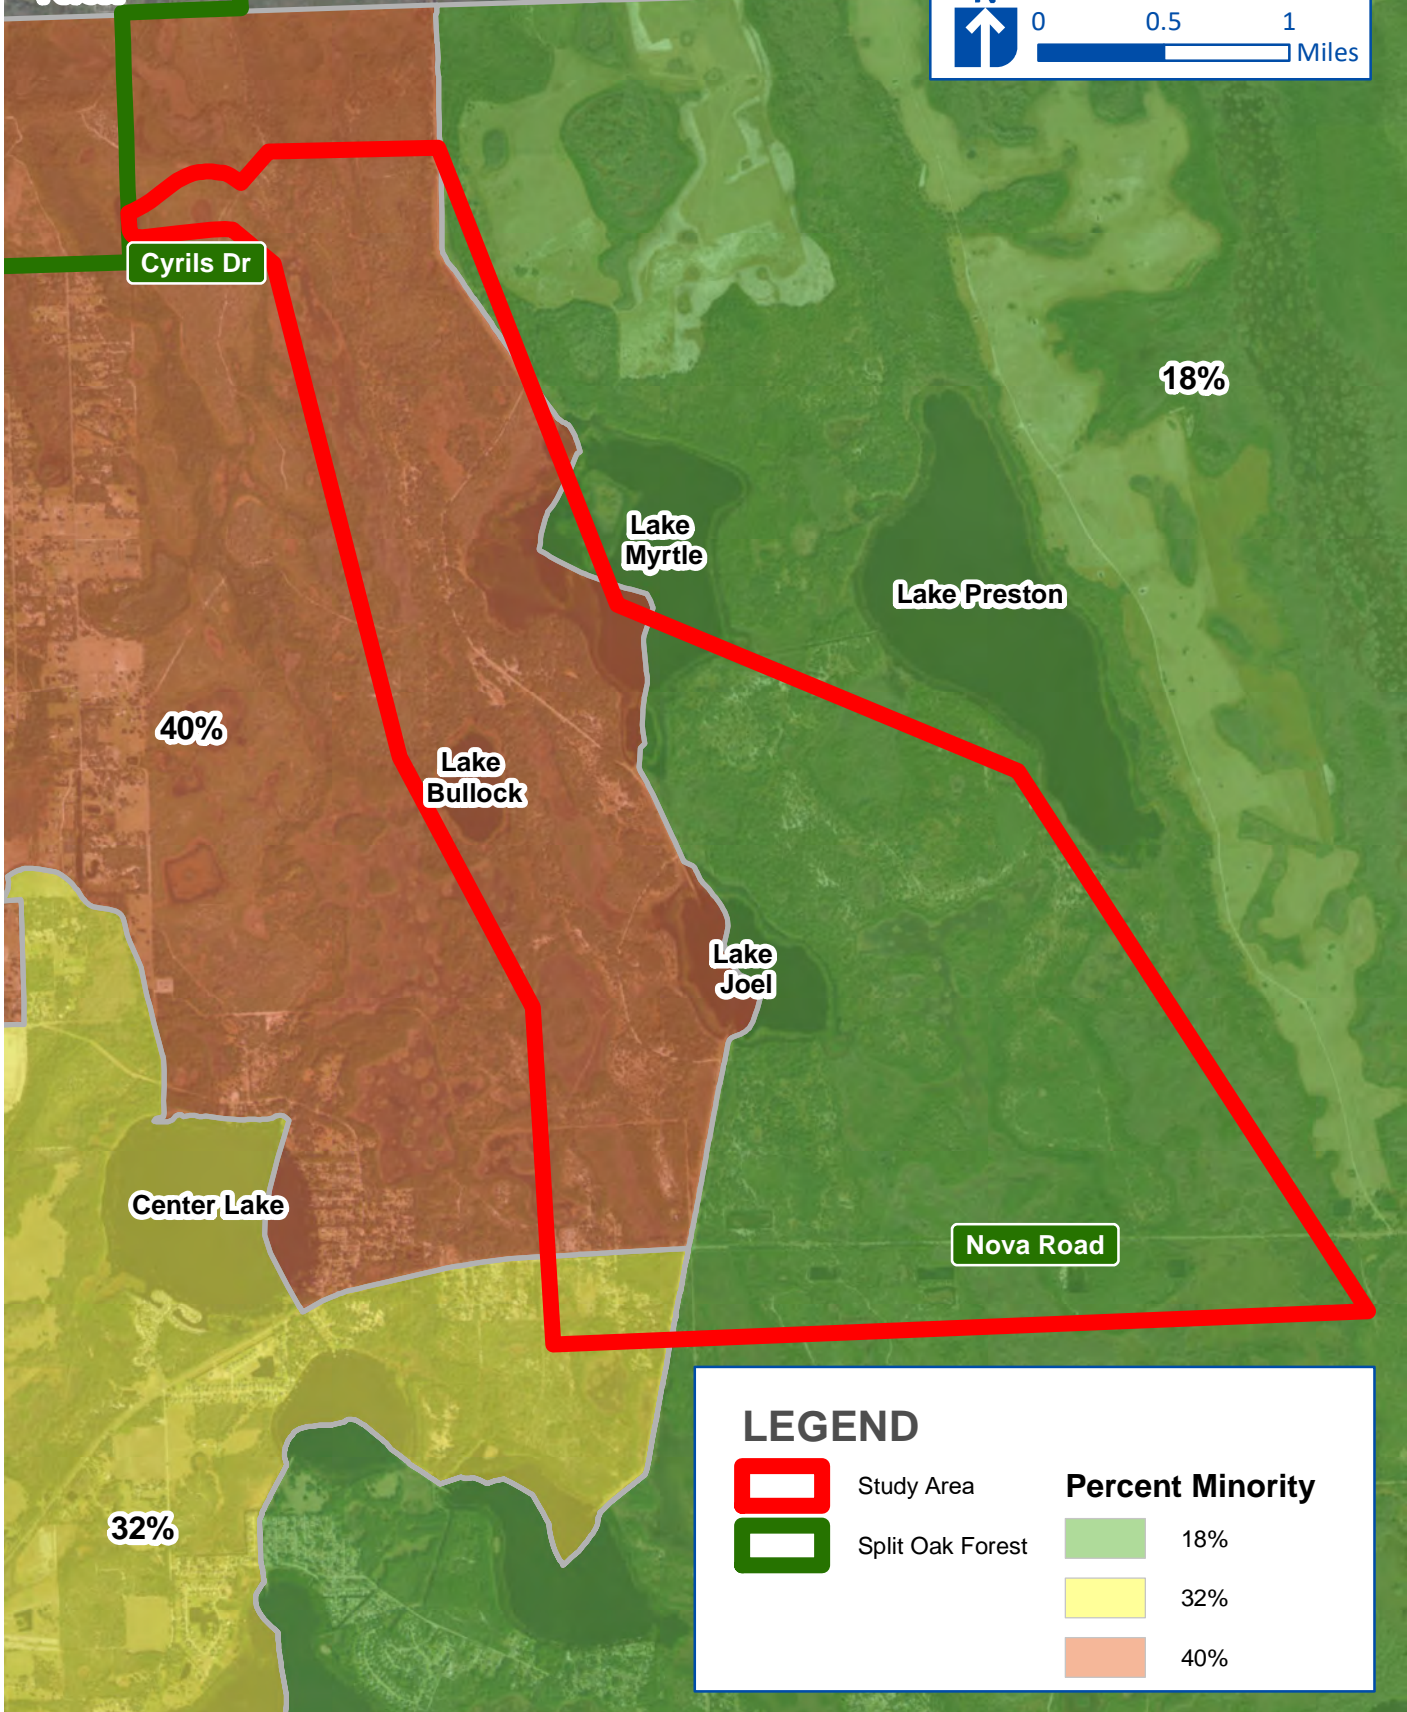 0 0.5 1
Miles
Cyrils Dr
18%
Lake
Myrtle
Lake Preston
40%
Lake
Bullock
Lake
Joel
Center Lake
Nova Road
32%
LEGEND
Study Area
Split Oak Forest
Percent Minority
18%
32%
40%